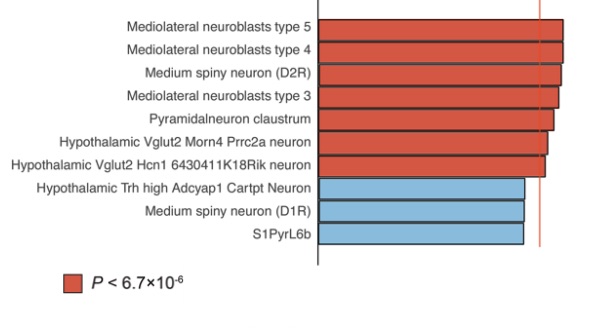 Mediolateral neuroblasts type 5
Mediolateral neuroblasts type 4
Medium spiny neuron (D2R)
Mediolateral neuroblasts type 3
Pyramidalneuron claustrum
Hypothalamic Vglut2 Morn4 Prrc2a neuron
Hypothalamic Vglut2 Hcn1 6430411K18Rik neuron
Hypothalamic Trh high Adcyap1 Cartpt Neuron
Medium spiny neuron (D1R)
S1PyrL6b
P < 6.7×10⁻⁶